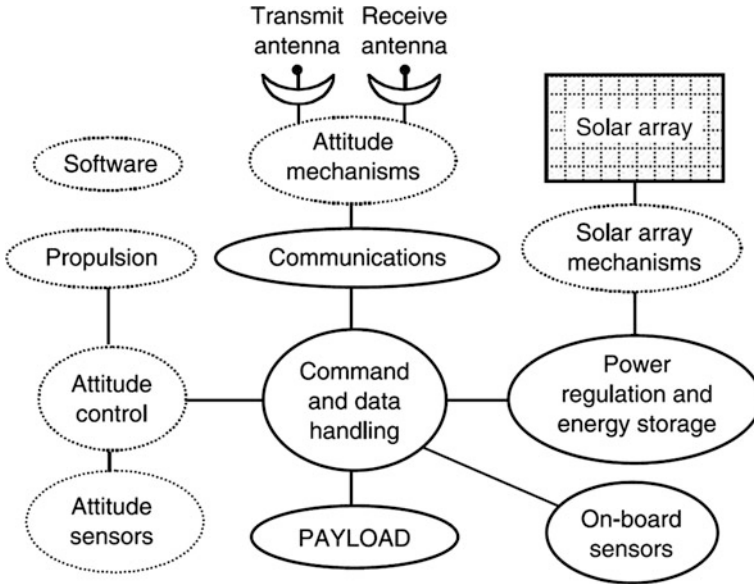 Transmit
antenna
Receive
antenna
Software
Attitude
mechanisms
Solar array
Propulsion
Communications
Solar array
mechanisms
Attitude
control
Command
and data
handling
Power
regulation and
energy storage
Attitude
sensors
PAYLOAD
On-board
sensors